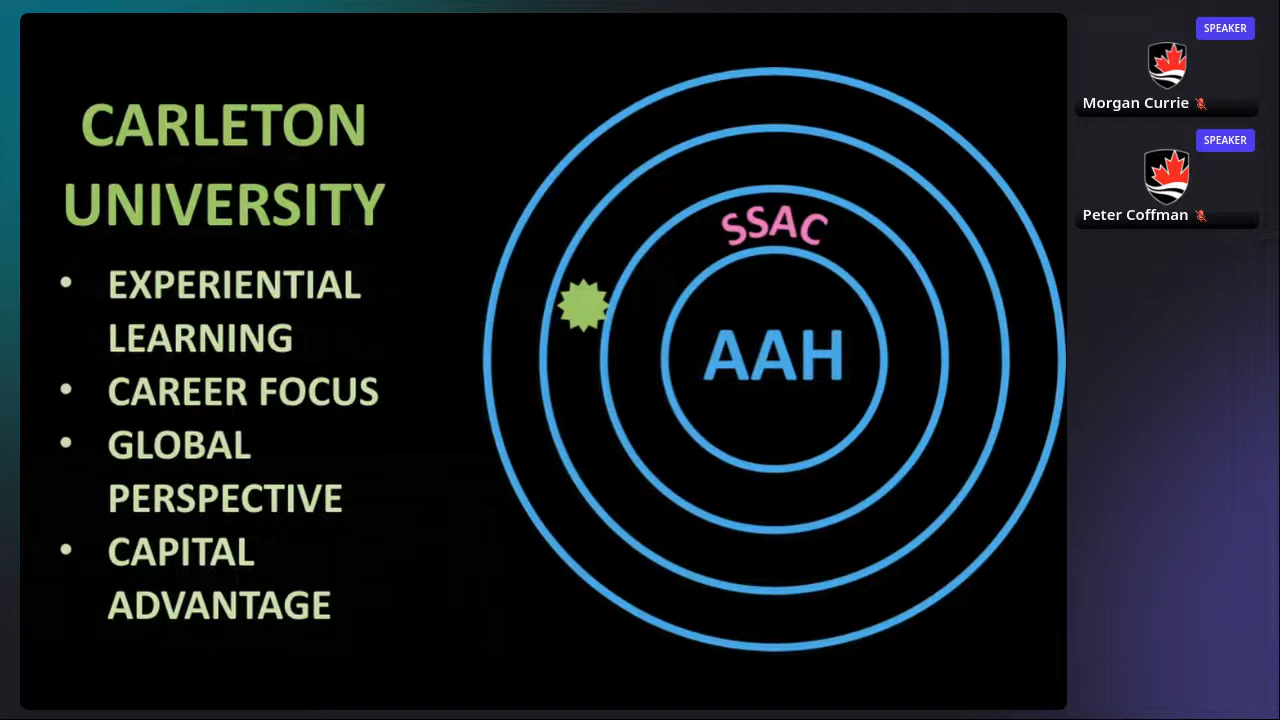 CARLETON
UNIVERSITY
• EXPERIENTIAL
LEARNING
• CAREER FOCUS
• GLOBAL
PERSPECTIVE
• CAPITAL
ADVANTAGE
SSAC
AAH
SPEAKER
Morgan Currie
SPEAKER
Peter Coffman